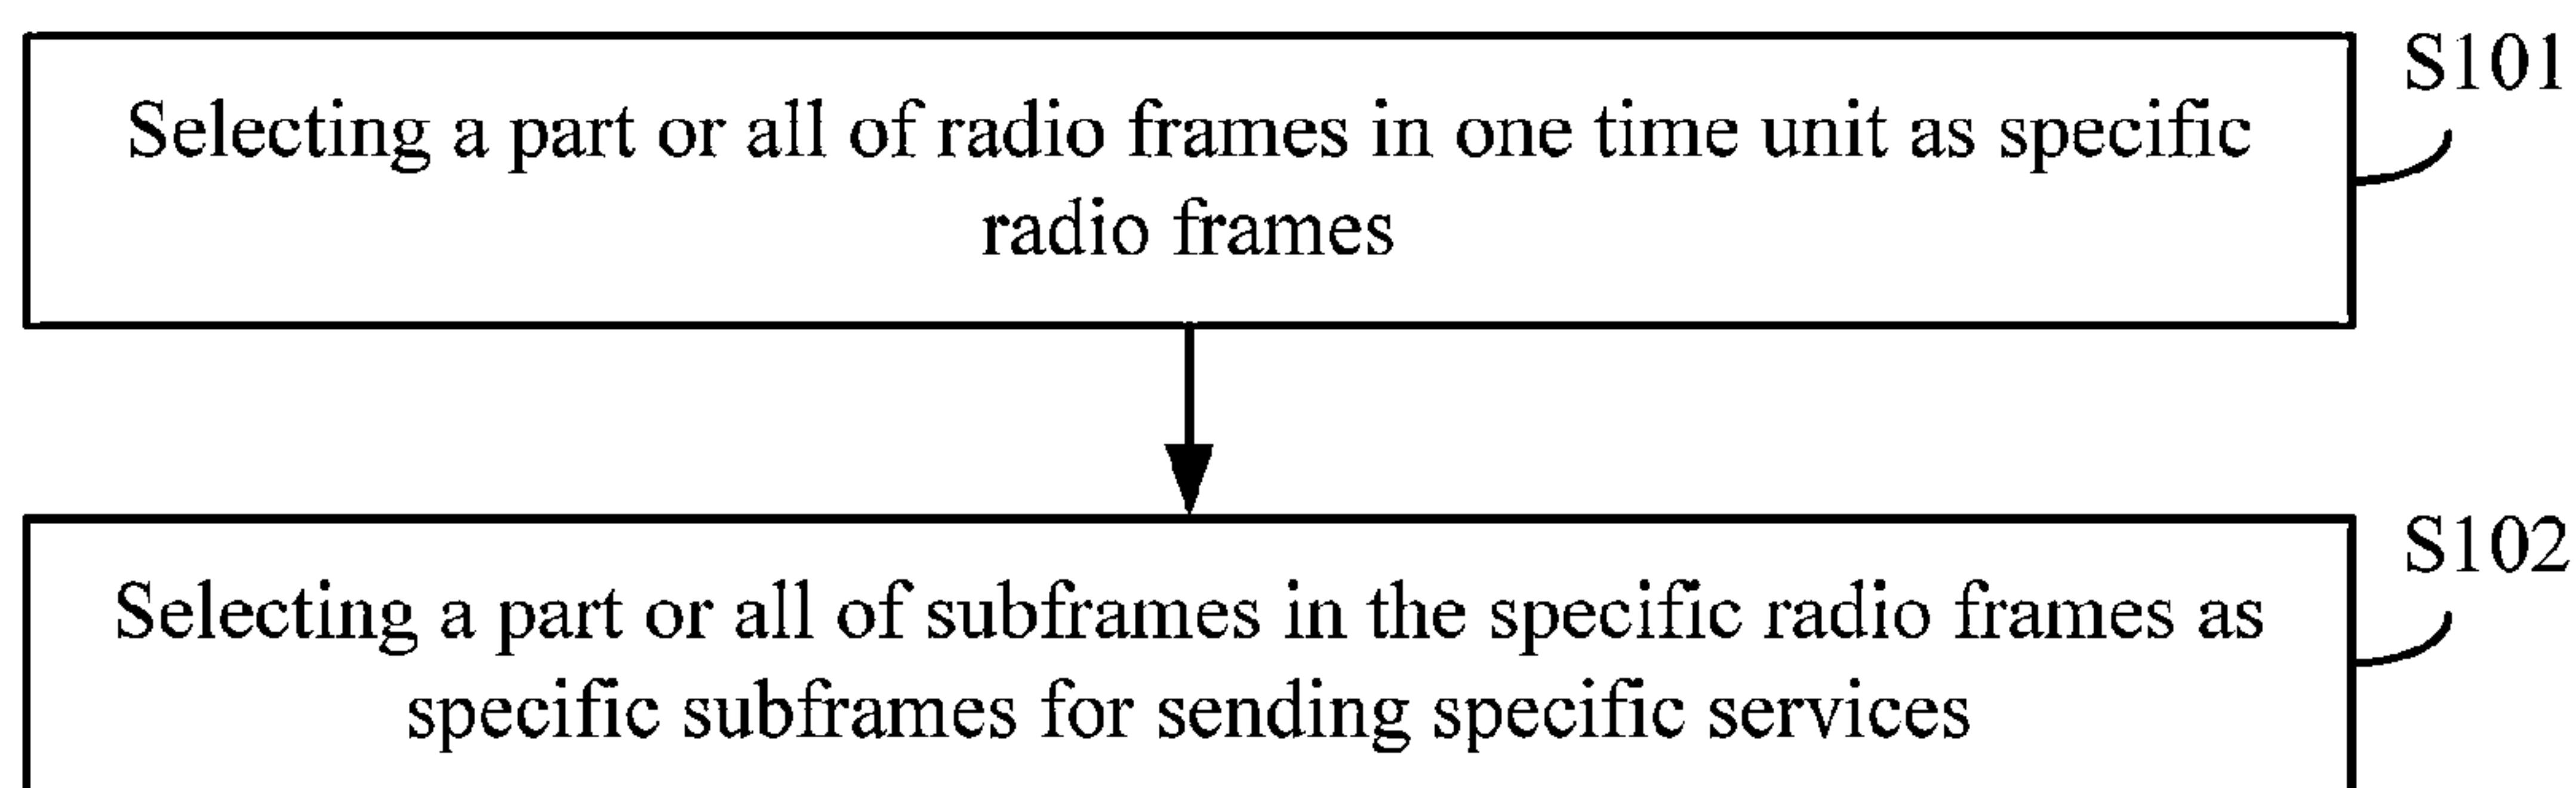 S101
Selecting a part or all of radio frames in one time unit as specific
radio frames
S102
Selecting a part or all of subframes in the specific radio frames as
specific subframes for sending specific services